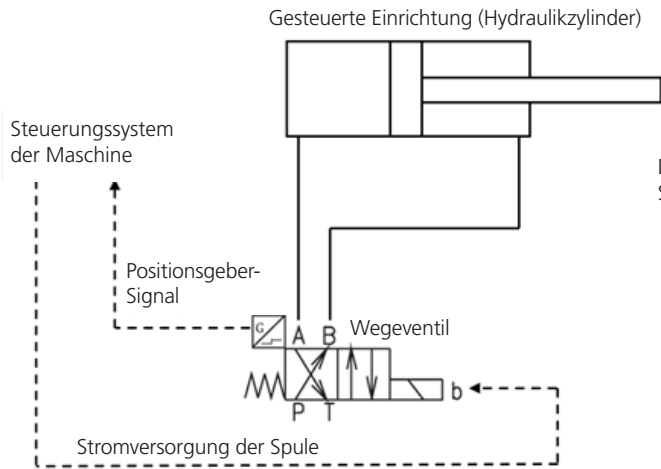 Gesteuerte Einrichtung (Hydraulikzylinder)
Steuerungssystem
der Maschine
Positionsgeber-
Signal
G
A B
Wegeventil
P T
b
Stromversorgung der Spule